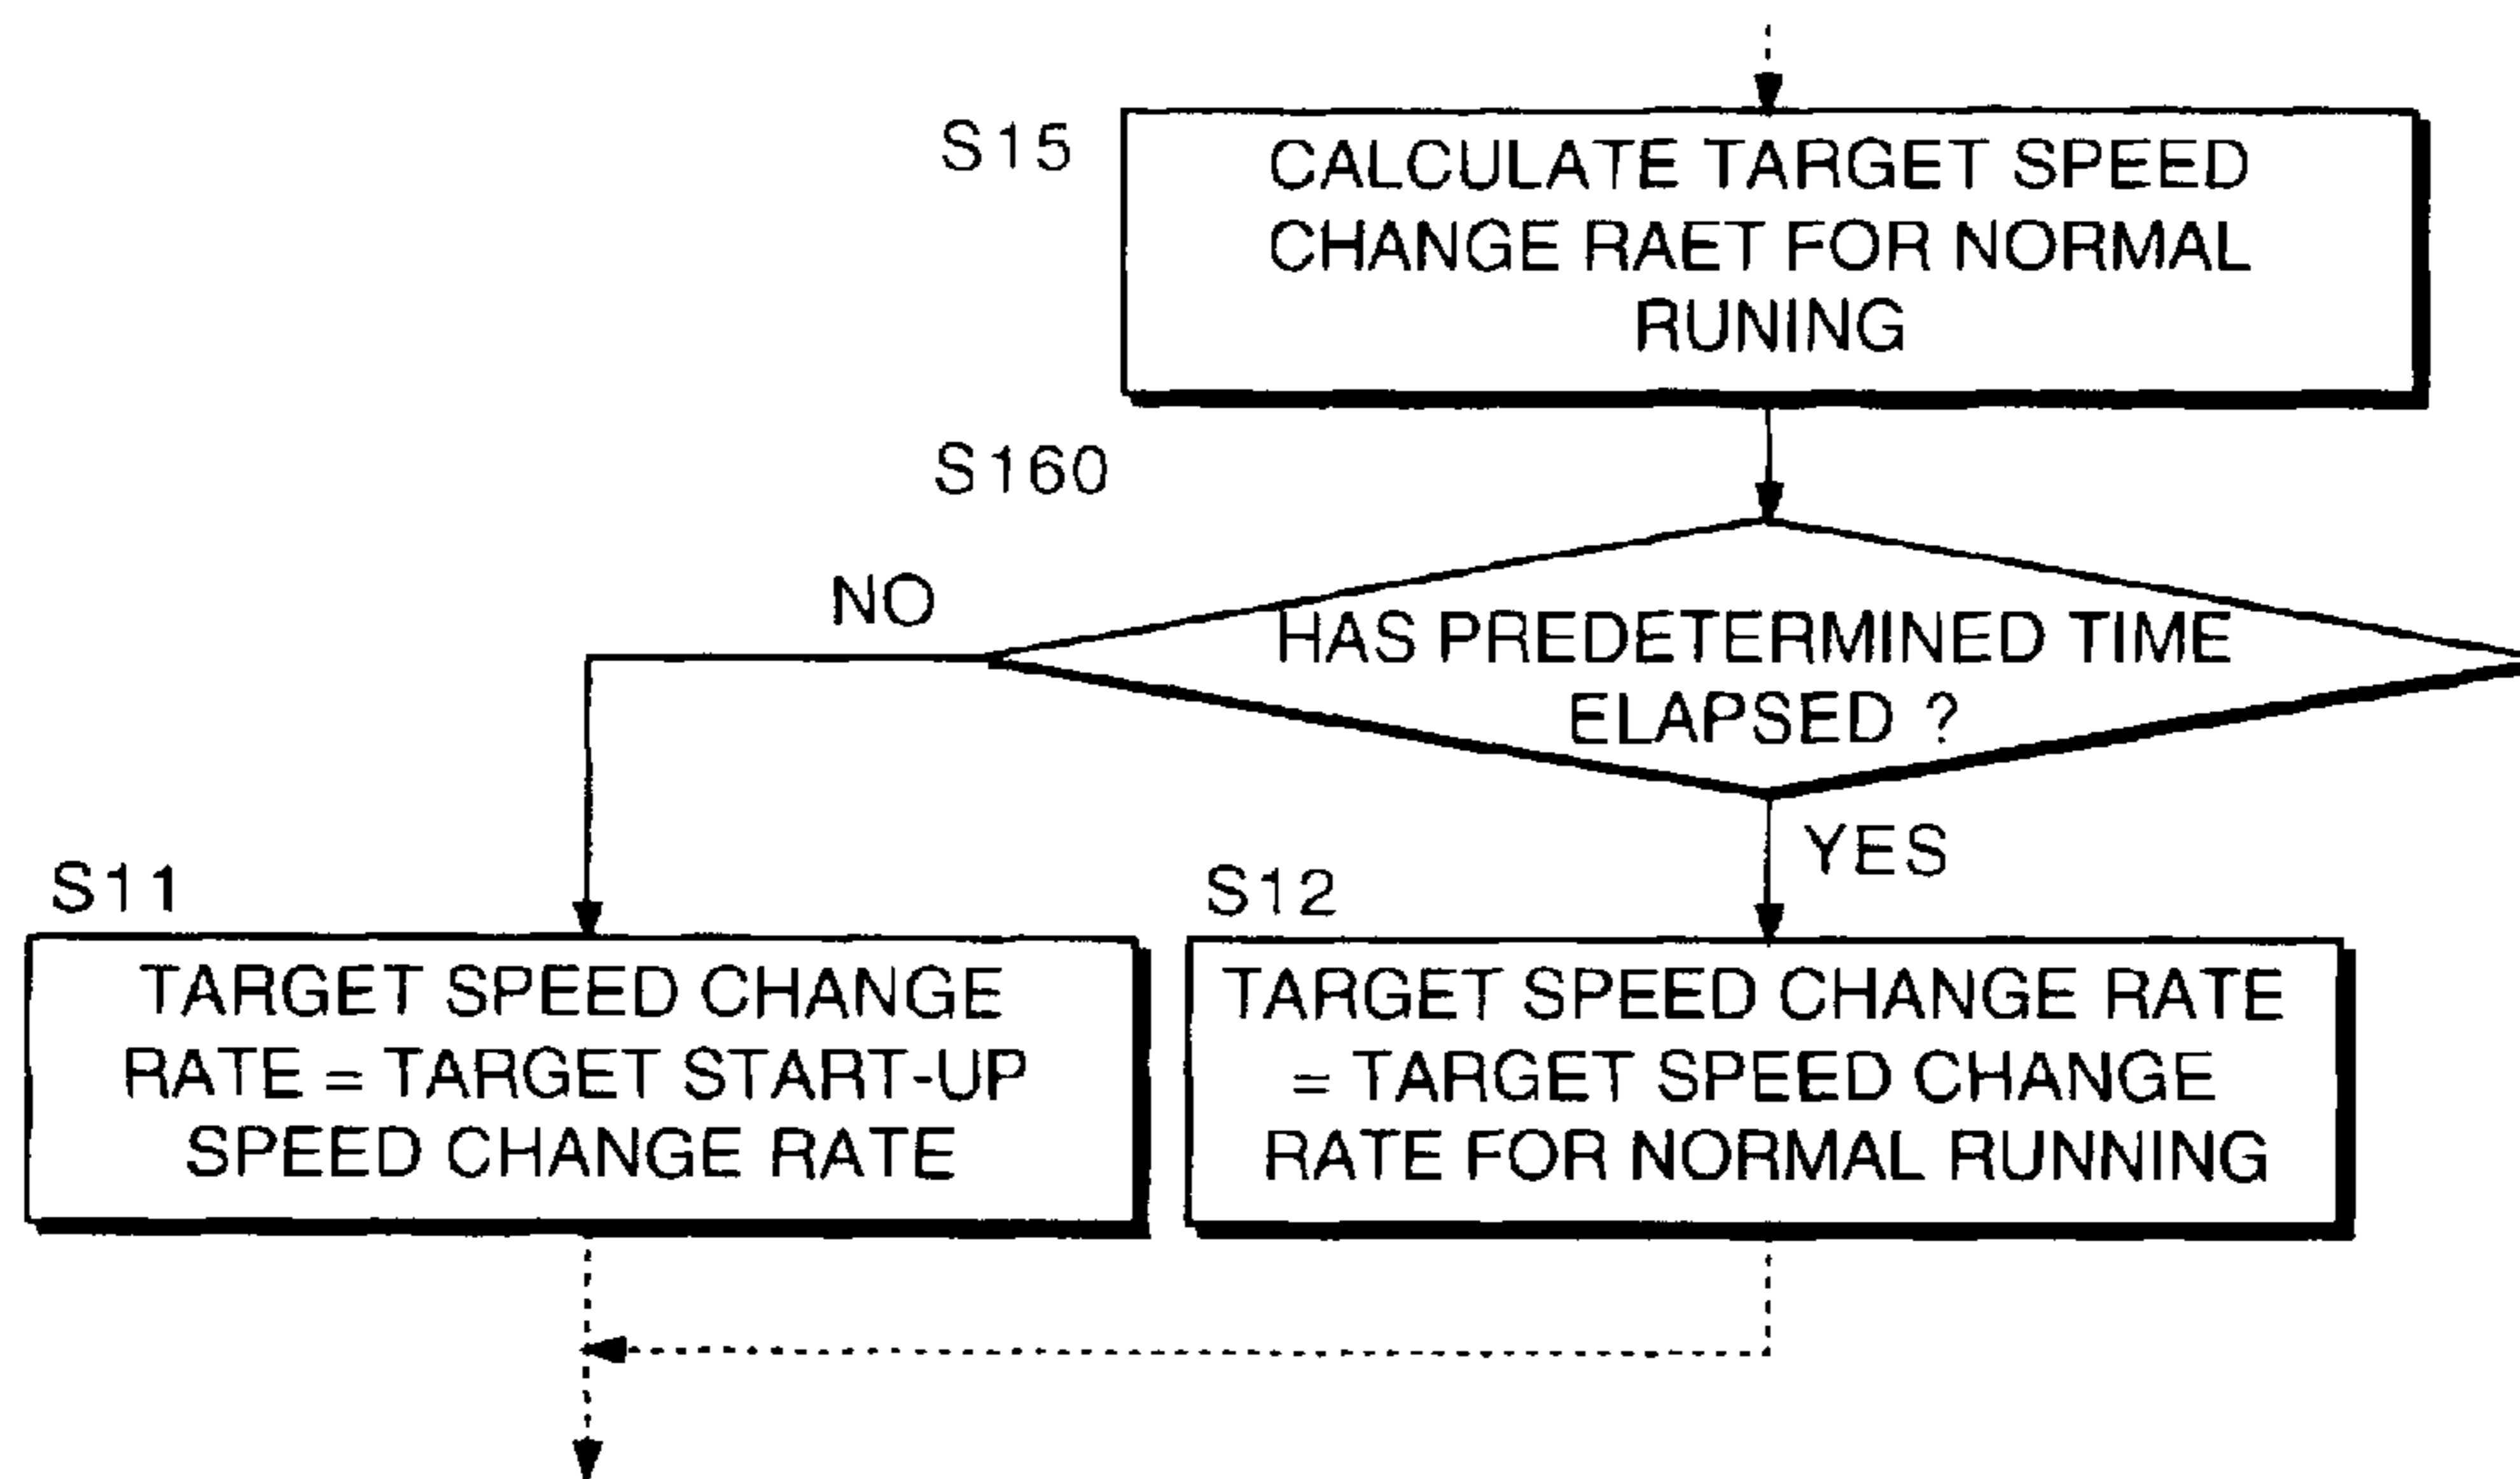 S15
CALCULATE TARGET SPEED
CHANGE RAET FOR NORMAL
RUNING
S160
NO
HAS PREDETERMINED TIME
ELAPSED ?
YES
S11
TARGET SPEED CHANGE
RATE = TARGET START-UP
SPEED CHANGE RATE
S12
TARGET SPEED CHANGE RATE
= TARGET SPEED CHANGE
RATE FOR NORMAL RUNNING